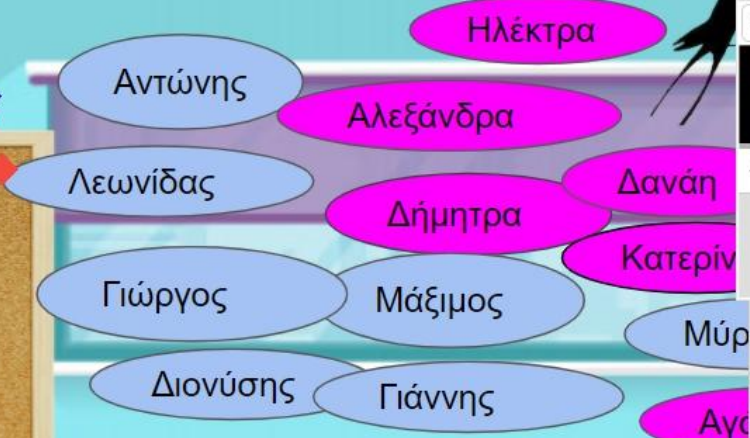 Ηλέκτρα
Αντώνης
Αλεξάνδρα
Λεωνίδας
Δανάη
Δήμητρα
Γιώργος
Μάξιμος
Διονύσης
Γιάννης